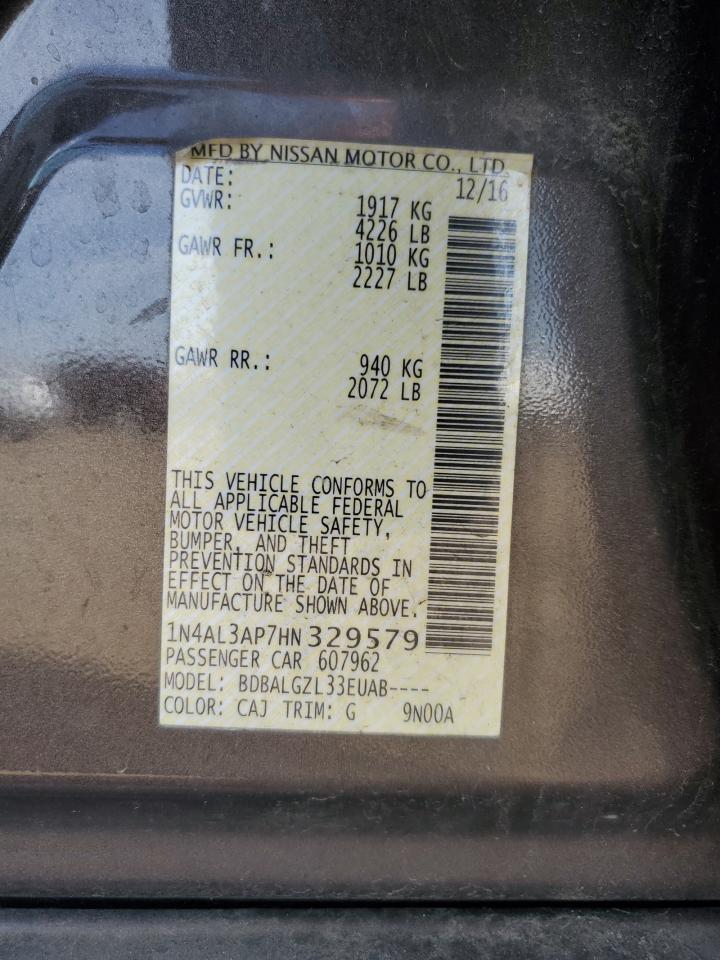 MFD BY NISSAN MOTOR CO., LTD.
DATE: 12/16
GVWR: 1917 KG
4226 LB
GAWR FR.: 1010 KG
2227 LB
GAWR RR.: 940 KG
2072 LB
THIS VEHICLE CONFORMS TO
ALL APPLICABLE FEDERAL
MOTOR VEHICLE SAFETY,
BUMPER, AND THEFT
PREVENTION STANDARDS IN
EFFECT ON THE DATE OF
MANUFACTURE SHOWN ABOVE.
1N4AL3AP7HN 329579
PASSENGER CAR 607962
MODEL: BDBALGZL33EUAB----
COLOR: CAJ TRIM: G 9N00A